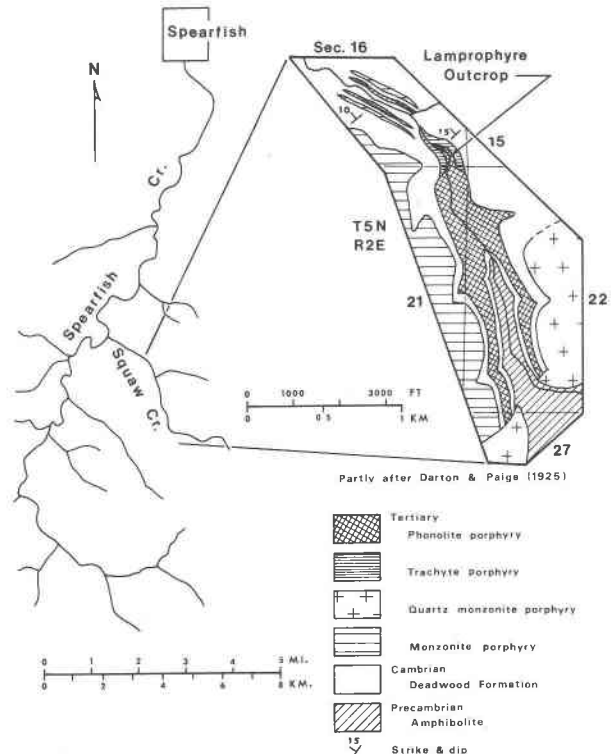 Spearfish
N
Cr.
Spearfish
Squaw Cr.
Sec. 16
Lamprophyre
Outcrop
10
15
15
T5N
R2E
21
22
27
0 1000 3000 FT
0 0.5 1
KM.
Partly after Darton & Paige (1925)
Tertiary
Phonolite porphyry
Trachyte porphyry
Quartz monzonite porphyry
Monzonite porphyry
Cambrian
Deadwood Formation
Precambrian
Amphibolite
15
Strike & dip
0 1 2 3 4 5 MI.
0 2 4 6 8 KM.